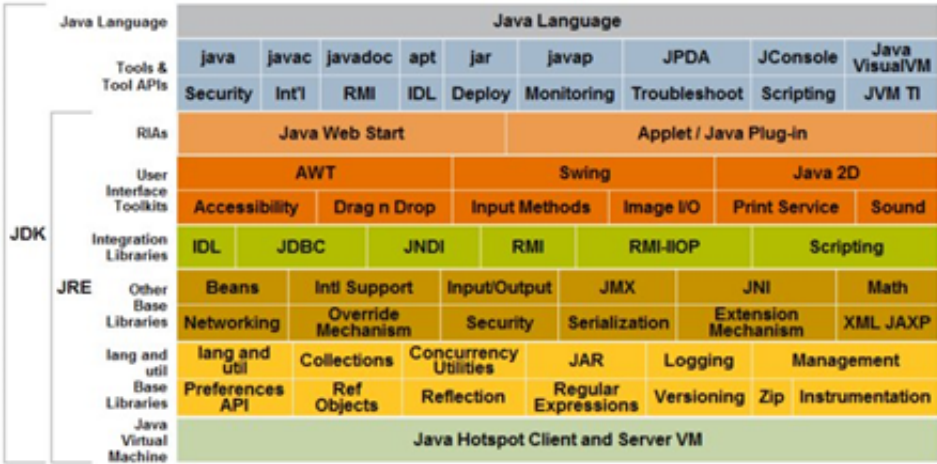 Java Language Java Language
Tools & Tool APIs java javac javadoc apt jar javap JPDA JConsole Java VisualVM
Security Int'l RMI IDL Deploy Monitoring Troubleshoot Scripting JVM TI
RIAs Java Web Start Applet / Java Plug-in
User Interface Toolkits AWT Swing Java 2D
Accessibility Drag n Drop Input Methods Image I/O Print Service Sound
JDK
Integration Libraries IDL JDBC JNDI RMI RMI-IIOP Scripting
JRE
Other Base Libraries Beans Intl Support Input/Output JMX JNI Math
Networking Override Mechanism Security Serialization Extension Mechanism XML JAXP
lang and util Base Libraries lang and util Collections Concurrency Utilities JAR Logging Management
Preferences API Ref Objects Reflection Regular Expressions Versioning Zip Instrumentation
Java Virtual Machine Java Hotspot Client and Server VM